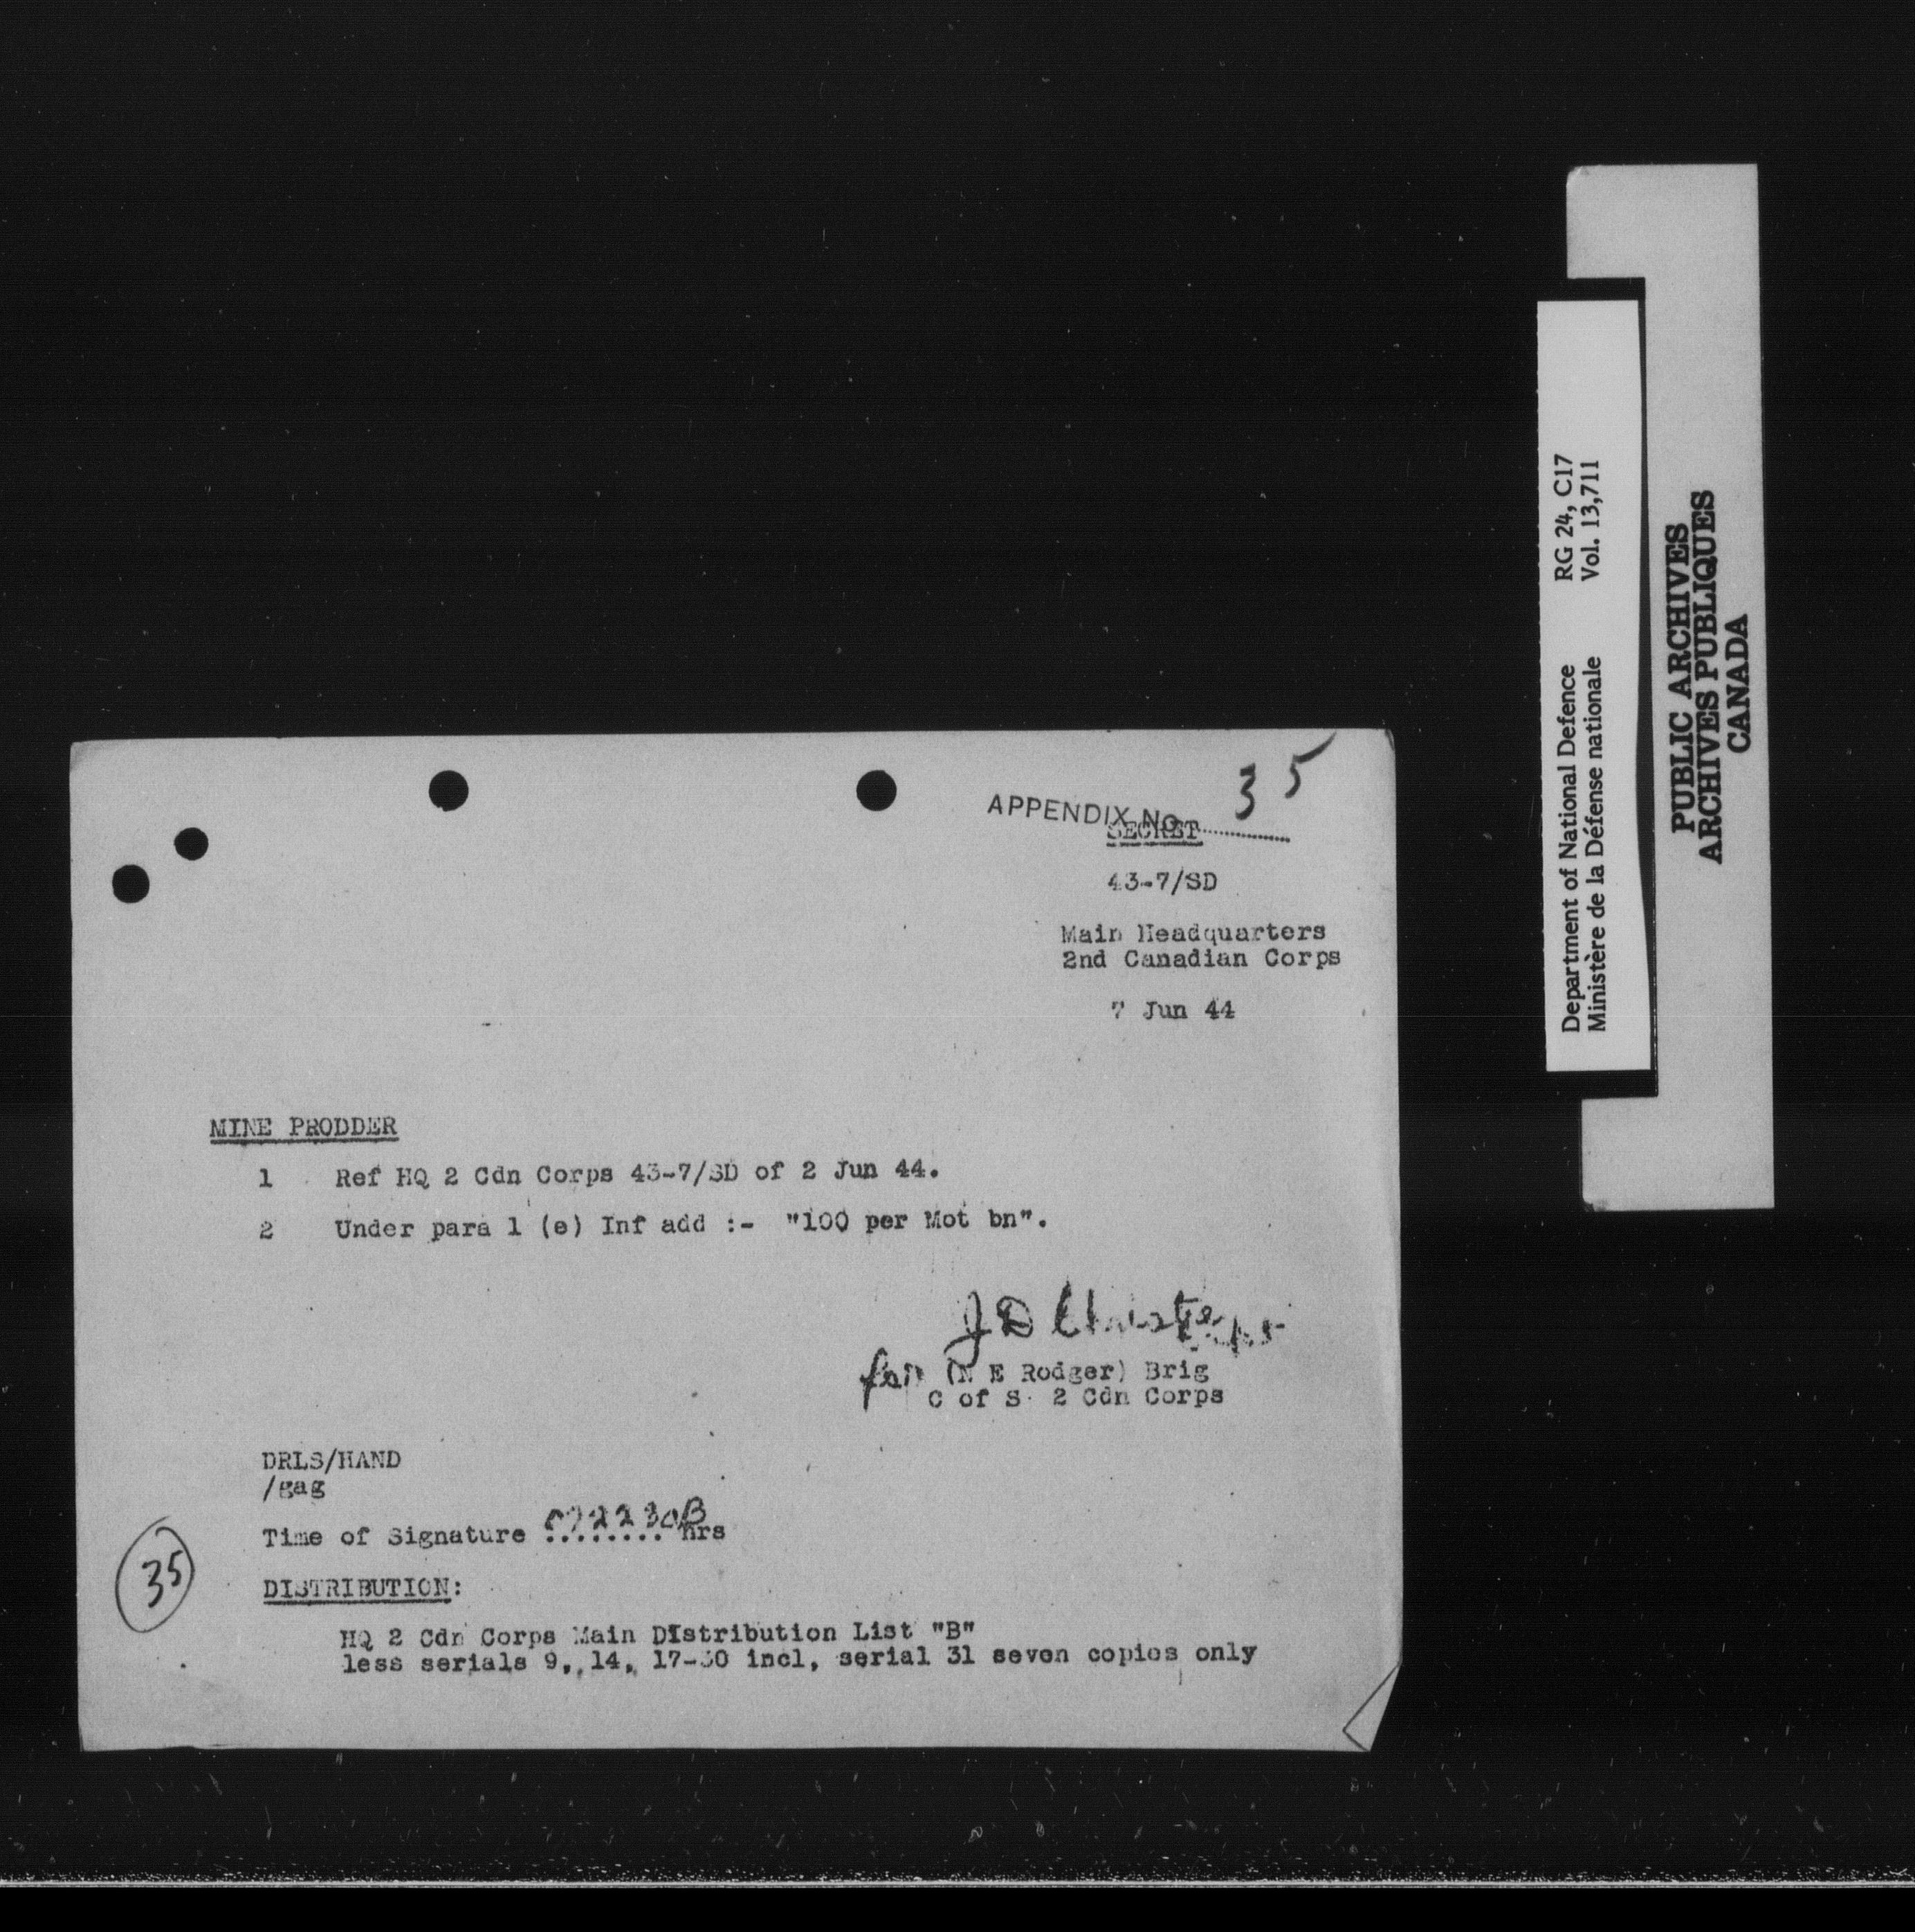 APPENDIX No. 35
SECRET
43-7/SD
Main Headquarters
2nd Canadian Corps
7 Jun 44
MINE PRODDER
1 Ref HQ 2 Cdn Corps 43-7/SD of 2 Jun 44.
2 Under para 1 (e) Inf add :- "100 per Mot bn".
J D Christie
for (N E Rodger) Brig
C of S 2 Cdn Corps
DRLS/HAND
/gag
Time of Signature 072230B hrs
35
DISTRIBUTION:
HQ 2 Cdn Corps Main DIstribution List "B"
less serials 9, 14, 17-30 incl, serial 31 seven copies only
Department of National Defence RG 24, C17
Ministère de la Défense nationale Vol. 13,711
PUBLIC ARCHIVES
ARCHIVES PUBLIQUES
CANADA